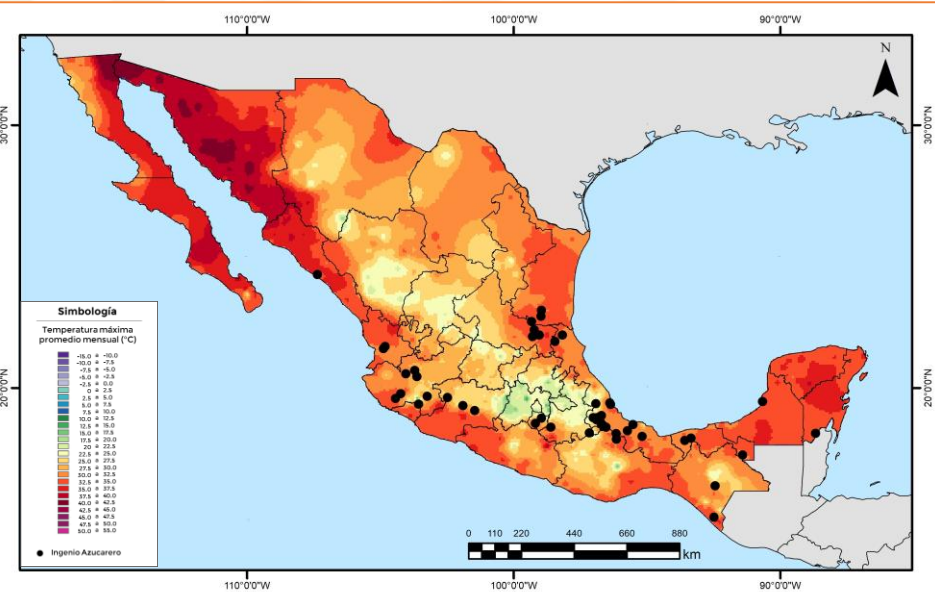 110°0'0"W 100°0'0"W 90°0'0"W
N
30°0'0"N 30°0'0"N
20°0'0"N 20°0'0"N
Simbología
Temperatura máxima
promedio mensual (°C)
-15.0 a -10.0
-10.0 a -7.5
-7.5 a -5.0
-5.0 a -2.5
-2.5 a 0.0
0 a 2.5
2.5 a 5.0
5.0 a 7.5
7.5 a 10.0
10.0 a 12.5
12.5 a 15.0
15.0 a 17.5
17.5 a 20.0
20 a 22.5
22.5 a 25.0
25.0 a 27.5
27.5 a 30.0
30.0 a 32.5
32.5 a 35.0
35.0 a 37.5
37.5 a 40.0
40.0 a 42.5
42.5 a 45.0
45.0 a 47.5
47.5 a 50.0
50.0 a 55.0
Ingenio Azucarero
0 110 220 440 660 880
km
110°0'0"W 100°0'0"W 90°0'0"W